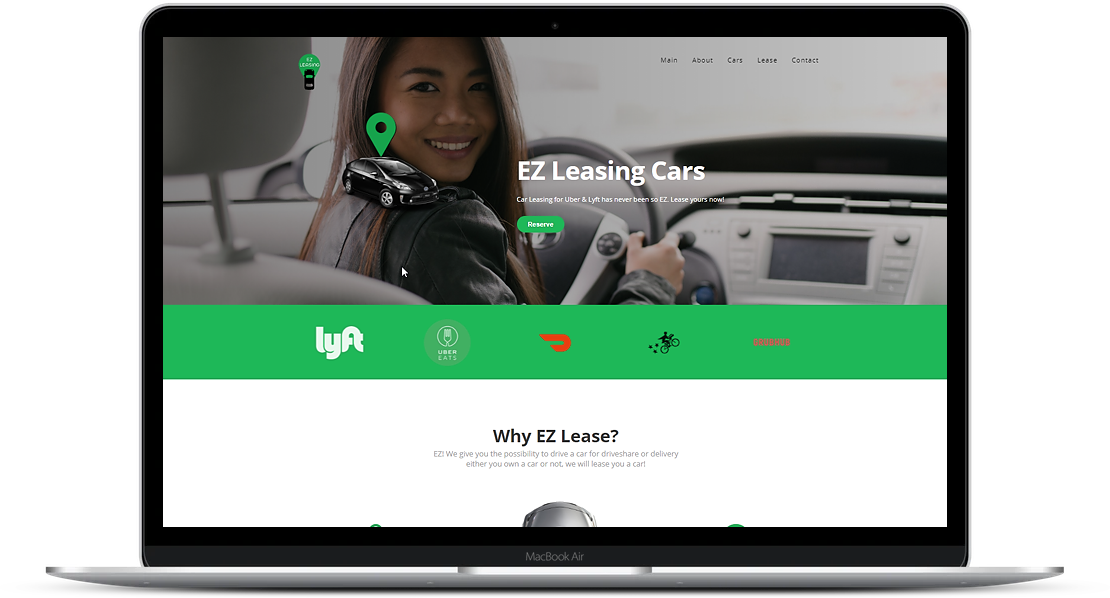 EZ
LEASING
Main About Cars Lease Contact
EZ Leasing Cars
Car Leasing for Uber & Lyft has never been so EZ. Lease yours now!
Reserve
lyft
UBER
EATS
Why EZ Lease?
EZ! We give you the possibility to drive a car for driveshare or delivery
either you own a car or not, we will lease you a car!
MacBook Air